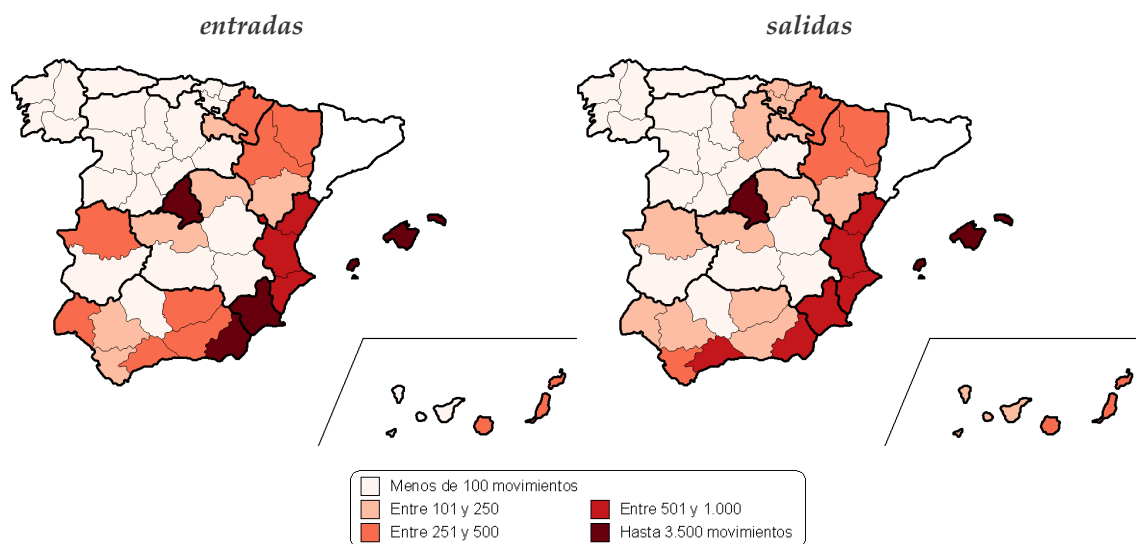 entradas
salidas
Menos de 100 movimientos
Entre 101 y 250
Entre 251 y 500
Entre 501 y 1.000
Hasta 3.500 movimientos